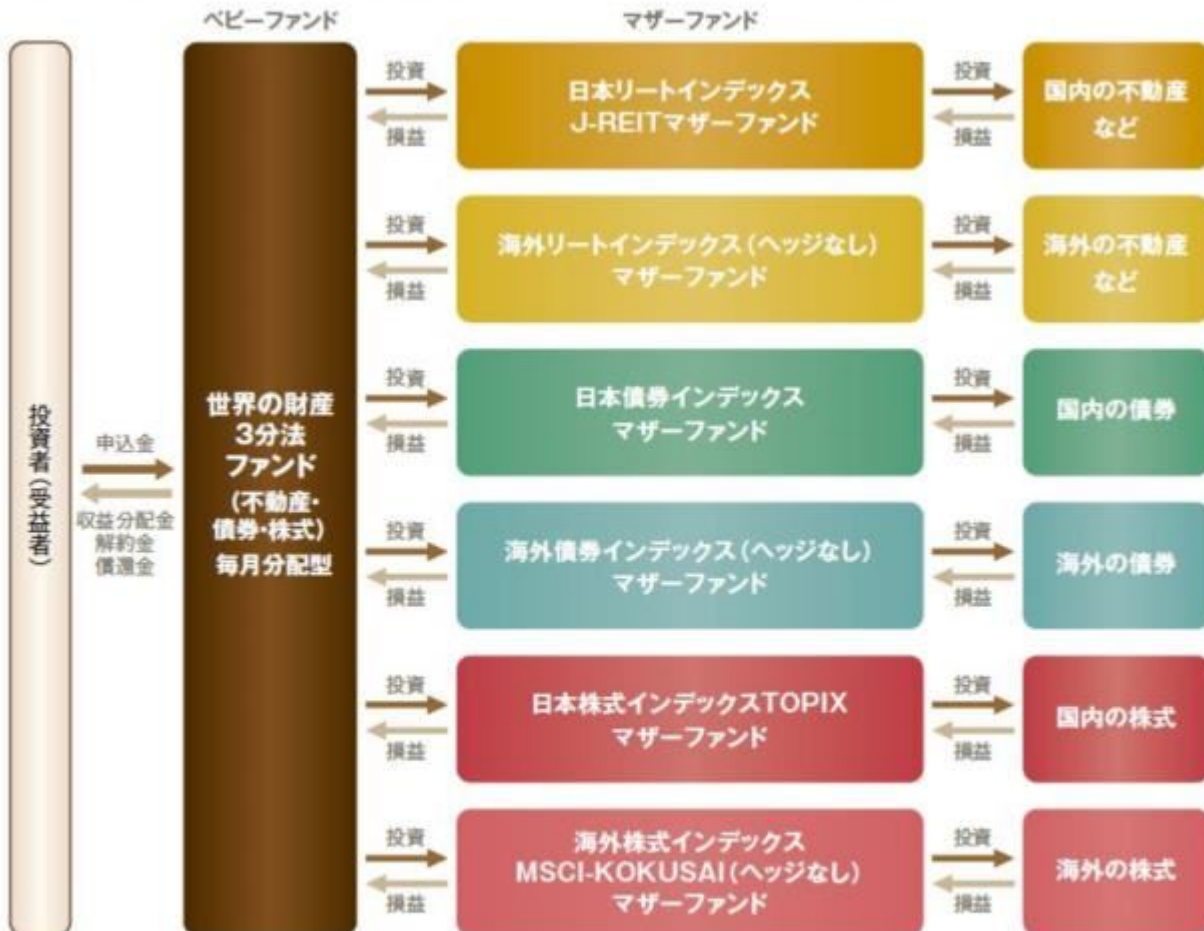 ベビーファンド
マザーファンド
投資者(受益者)
申込金
収益分配金
解約金
償還金
世界の財産
3分法
ファンド
(不動産・
債券・株式)
毎月分配型
投資
損益
日本リートインデックス
J-REITマザーファンド
投資
損益
国内の不動産
など
投資
損益
海外リートインデックス(ヘッジなし)
マザーファンド
投資
損益
海外の不動産
など
投資
損益
日本債券インデックス
マザーファンド
投資
損益
国内の債券
投資
損益
海外債券インデックス(ヘッジなし)
マザーファンド
投資
損益
海外の債券
投資
損益
日本株式インデックスTOPIX
マザーファンド
投資
損益
国内の株式
投資
損益
海外株式インデックス
MSCI-KOKUSAI(ヘッジなし)
マザーファンド
投資
損益
海外の株式